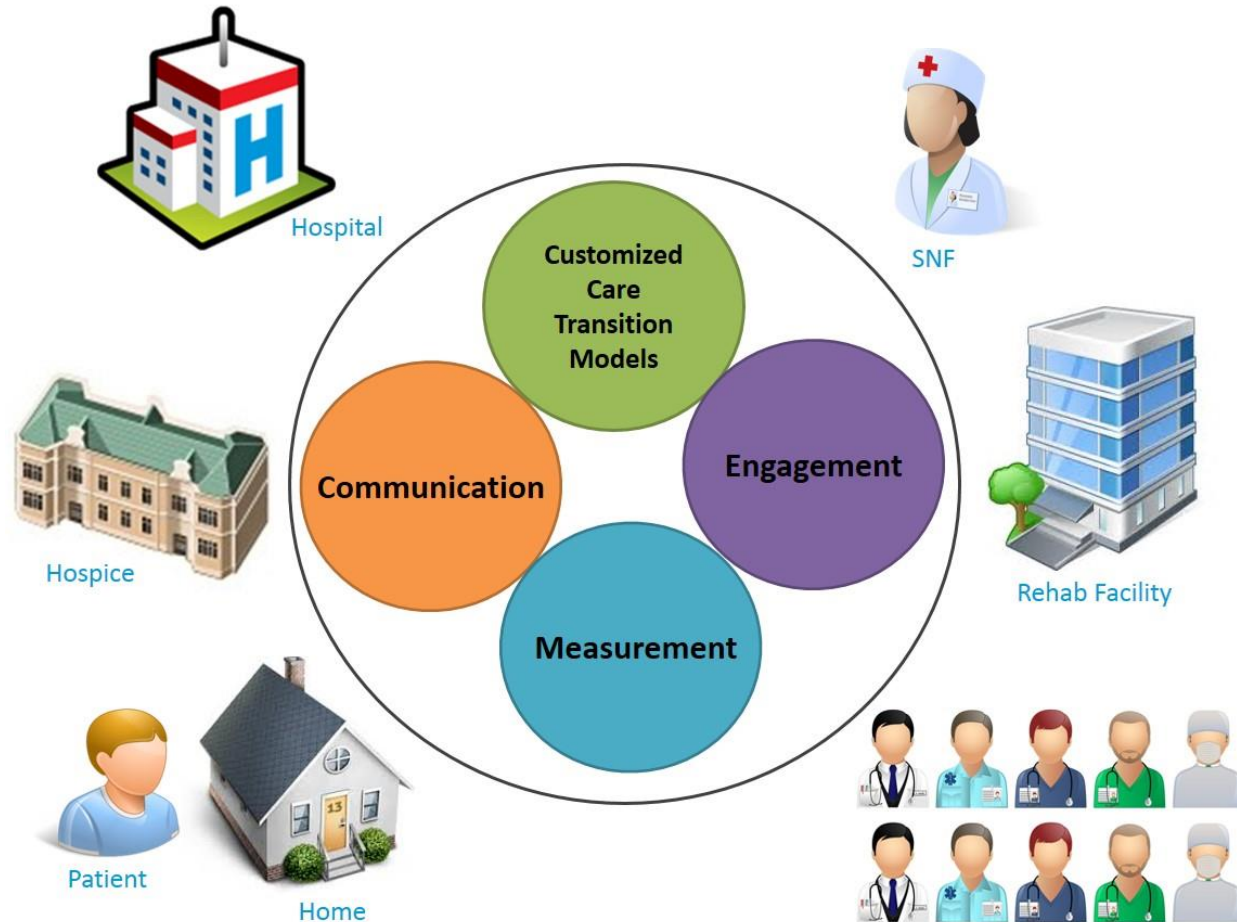 H
Hospital
SNF
Customized
Care
Transition
Models
Communication
Engagement
Hospice
Rehab Facility
Measurement
13
Patient
Home